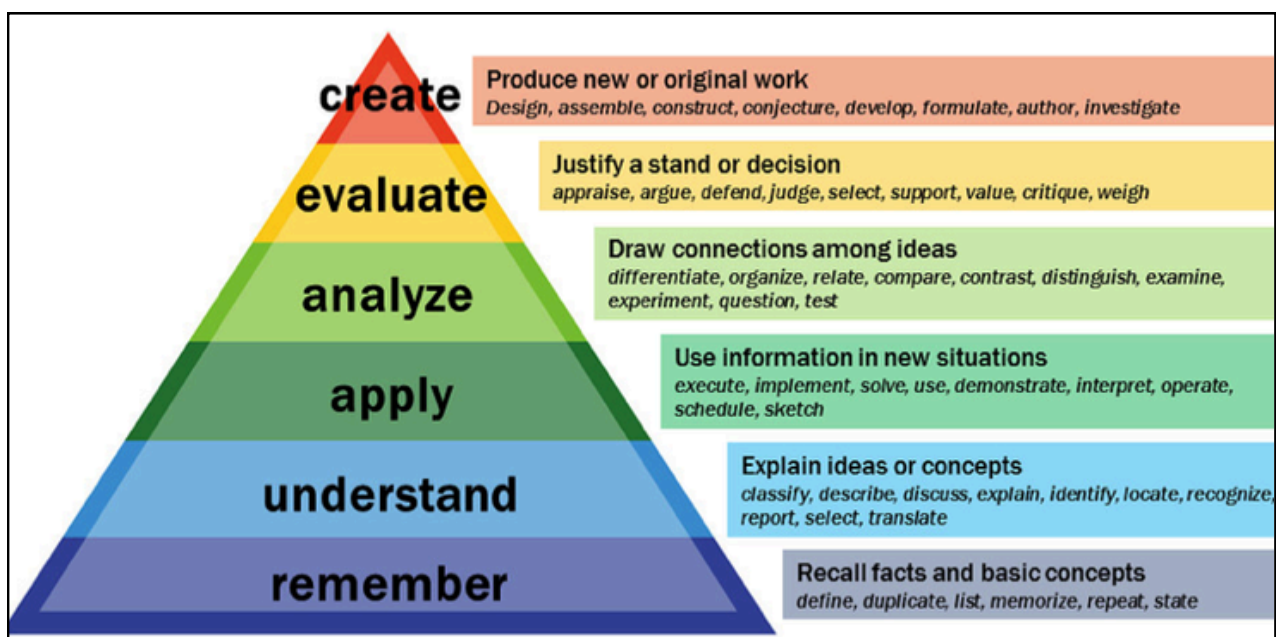 create
Produce new or original work
Design, assemble, construct, conjecture, develop, formulate, author, investigate
evaluate
Justify a stand or decision
appraise, argue, defend, judge, select, support, value, critique, weigh
analyze
Draw connections among ideas
differentiate, organize, relate, compare, contrast, distinguish, examine,
experiment, question, test
apply
Use information in new situations
execute, implement, solve, use, demonstrate, interpret, operate,
schedule, sketch
understand
Explain ideas or concepts
classify, describe, discuss, explain, identify, locate, recognize,
report, select, translate
remember
Recall facts and basic concepts
define, duplicate, list, memorize, repeat, state